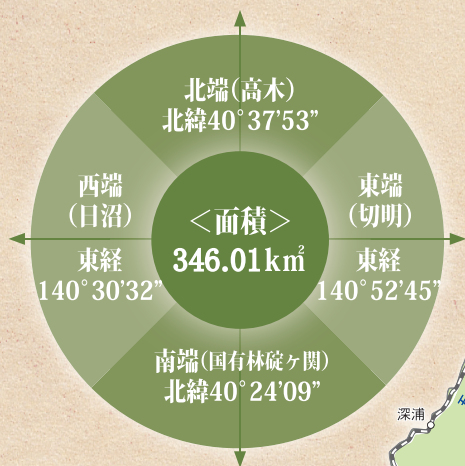 北端(高木)
北緯40°37'53”
西端
(日沼)
東経
140°30'32”
<面積>
346.01k㎡
東端
(切明)
東経
140°52'45”
南端(国有林碇ヶ関)
北緯40°24'09”
深浦